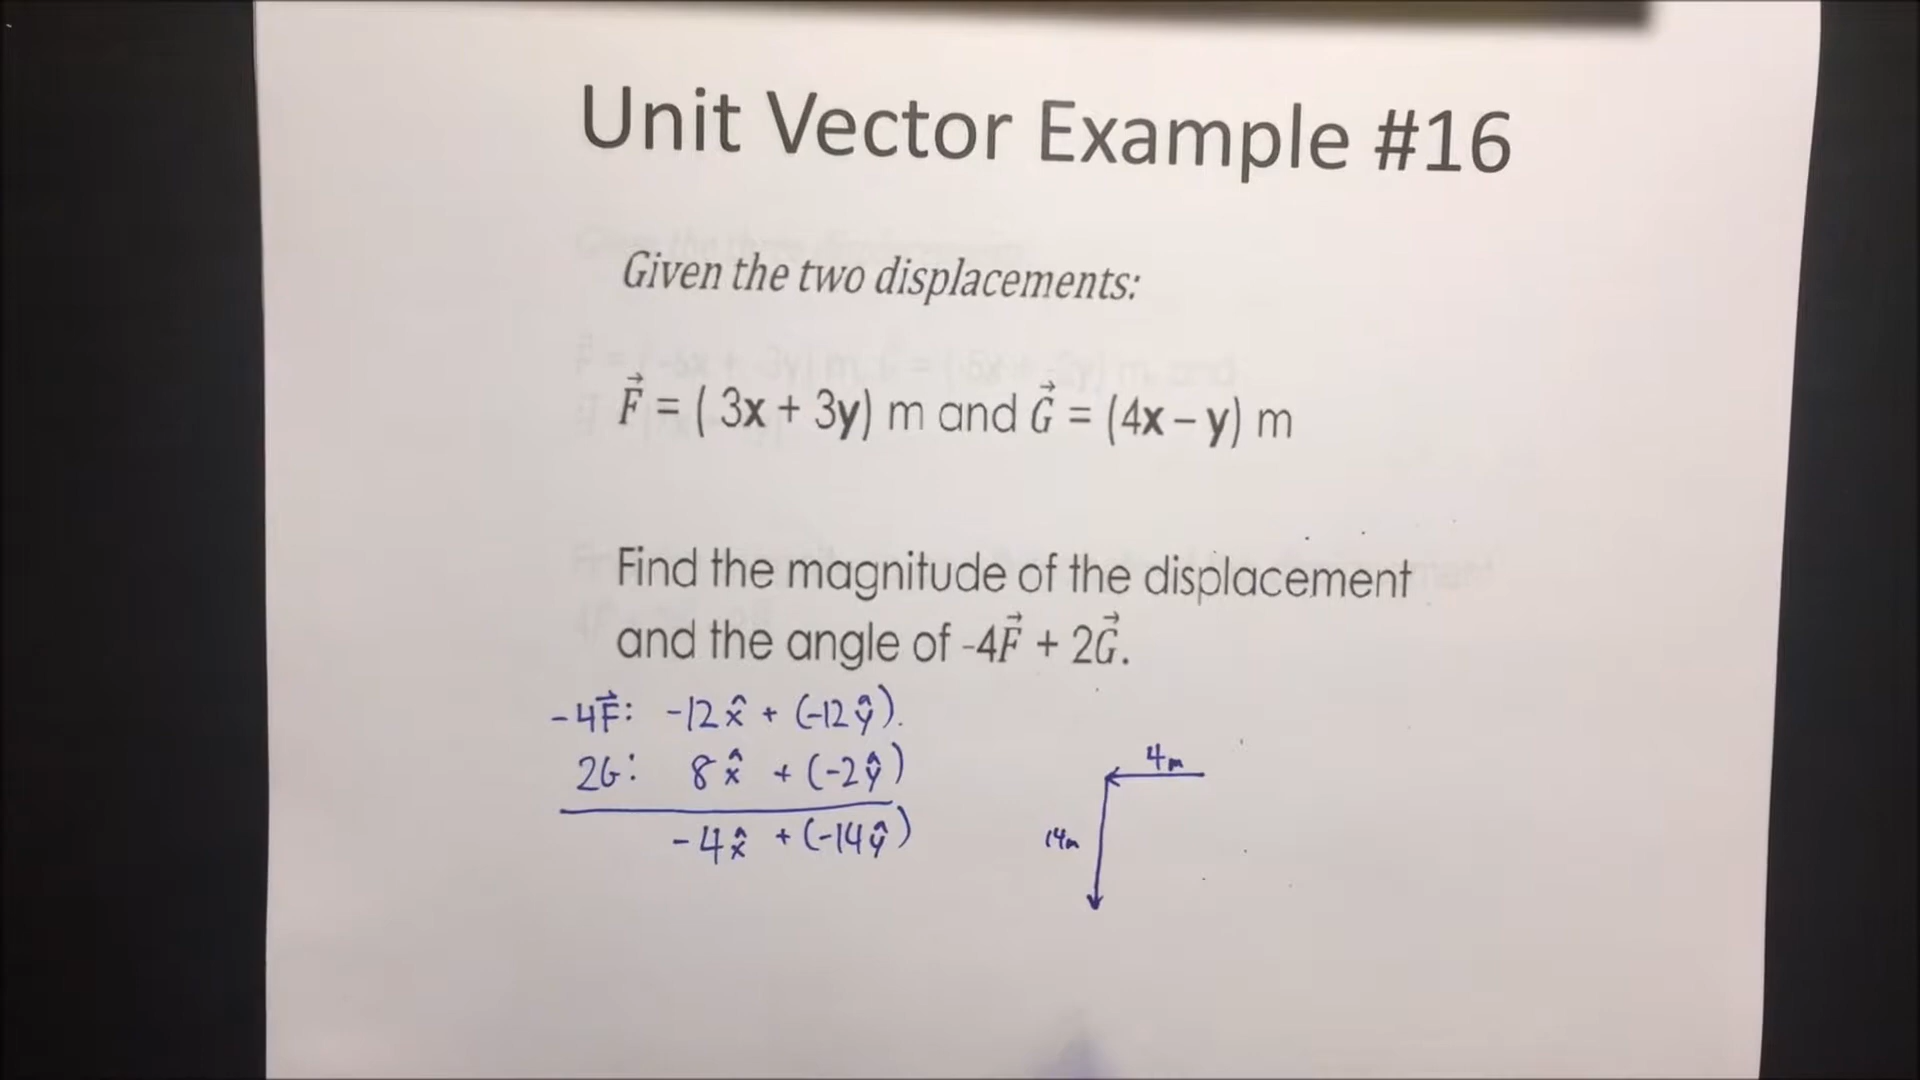 Unit Vector Example #16
Given the two displacements:
F⃗ = ( 3x + 3y) m and G⃗ = (4x – y) m
Find the magnitude of the displacement
and the angle of -4F⃗ + 2G⃗.
-4F⃗: -12x̂ + (-12ŷ).
2G: 8x̂ + (-2ŷ)
-4x̂ + (-14ŷ)
4m
14m